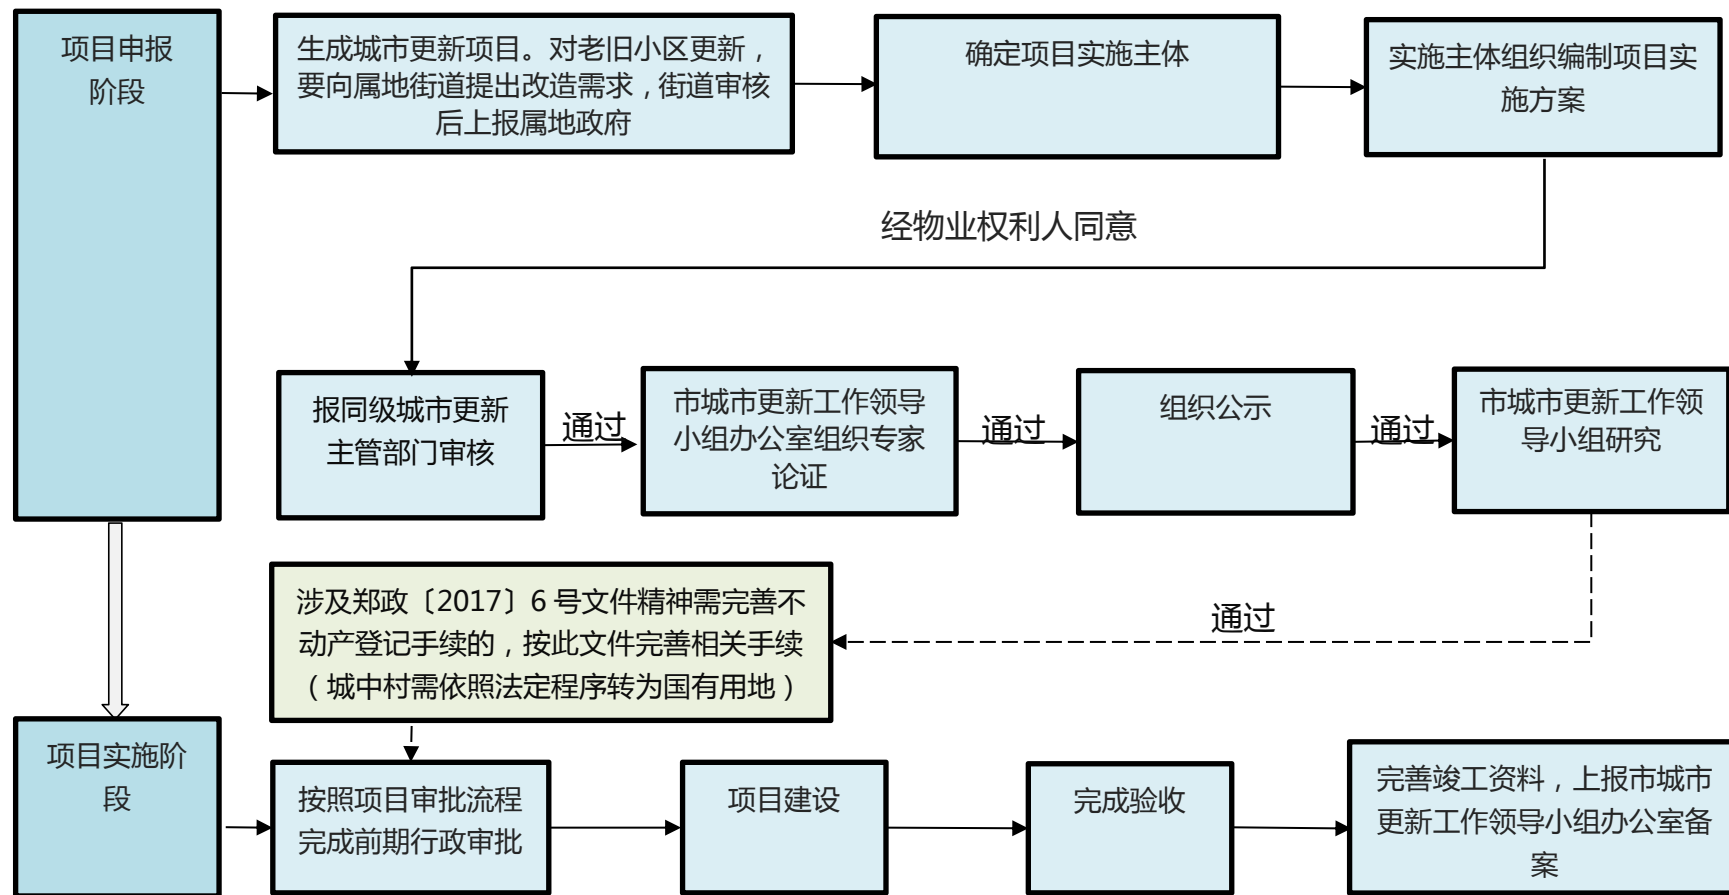 项目申报
阶段
生成城市更新项目。对老旧小区更新，
要向属地街道提出改造需求，街道审核
后上报属地政府
确定项目实施主体
实施主体组织编制项目实
施方案
经物业权利人同意
报同级城市更新
主管部门审核
通过
市城市更新工作领导
小组办公室组织专家
论证
通过
组织公示
通过
市城市更新工作领
导小组研究
通过
涉及郑政〔2017〕6号文件精神需完善不
动产登记手续的，按此文件完善相关手续
（城中村需依照法定程序转为国有用地）
项目实施阶
段
按照项目审批流程
完成前期行政审批
项目建设
完成验收
完善竣工资料，上报市城市
更新工作领导小组办公室备
案